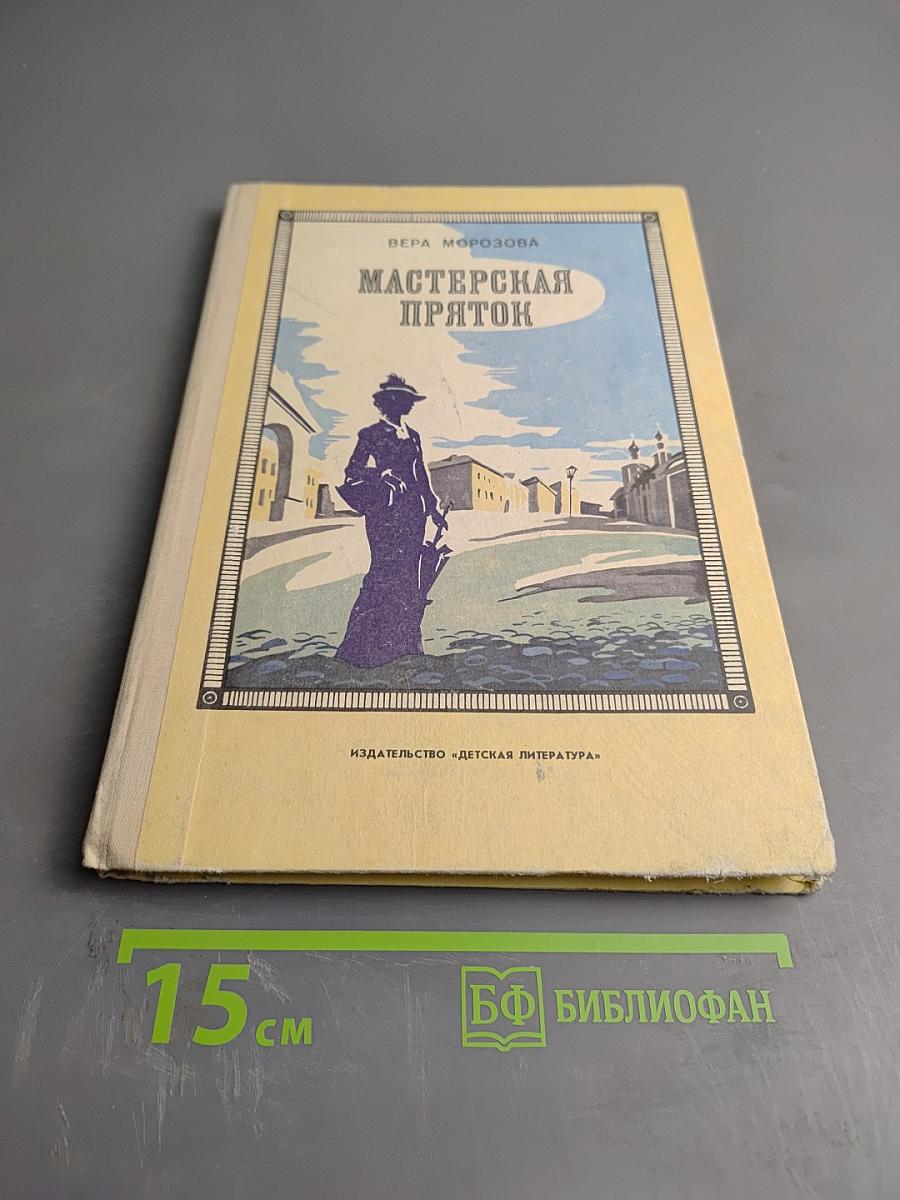 ВЕРА МОРОЗОВА
МАСТЕРСКАЯ
ПРЯТОК
ИЗДАТЕЛЬСТВО «ДЕТСКАЯ ЛИТЕРАТУРА»
15 см
БФ БИБЛИОФАН